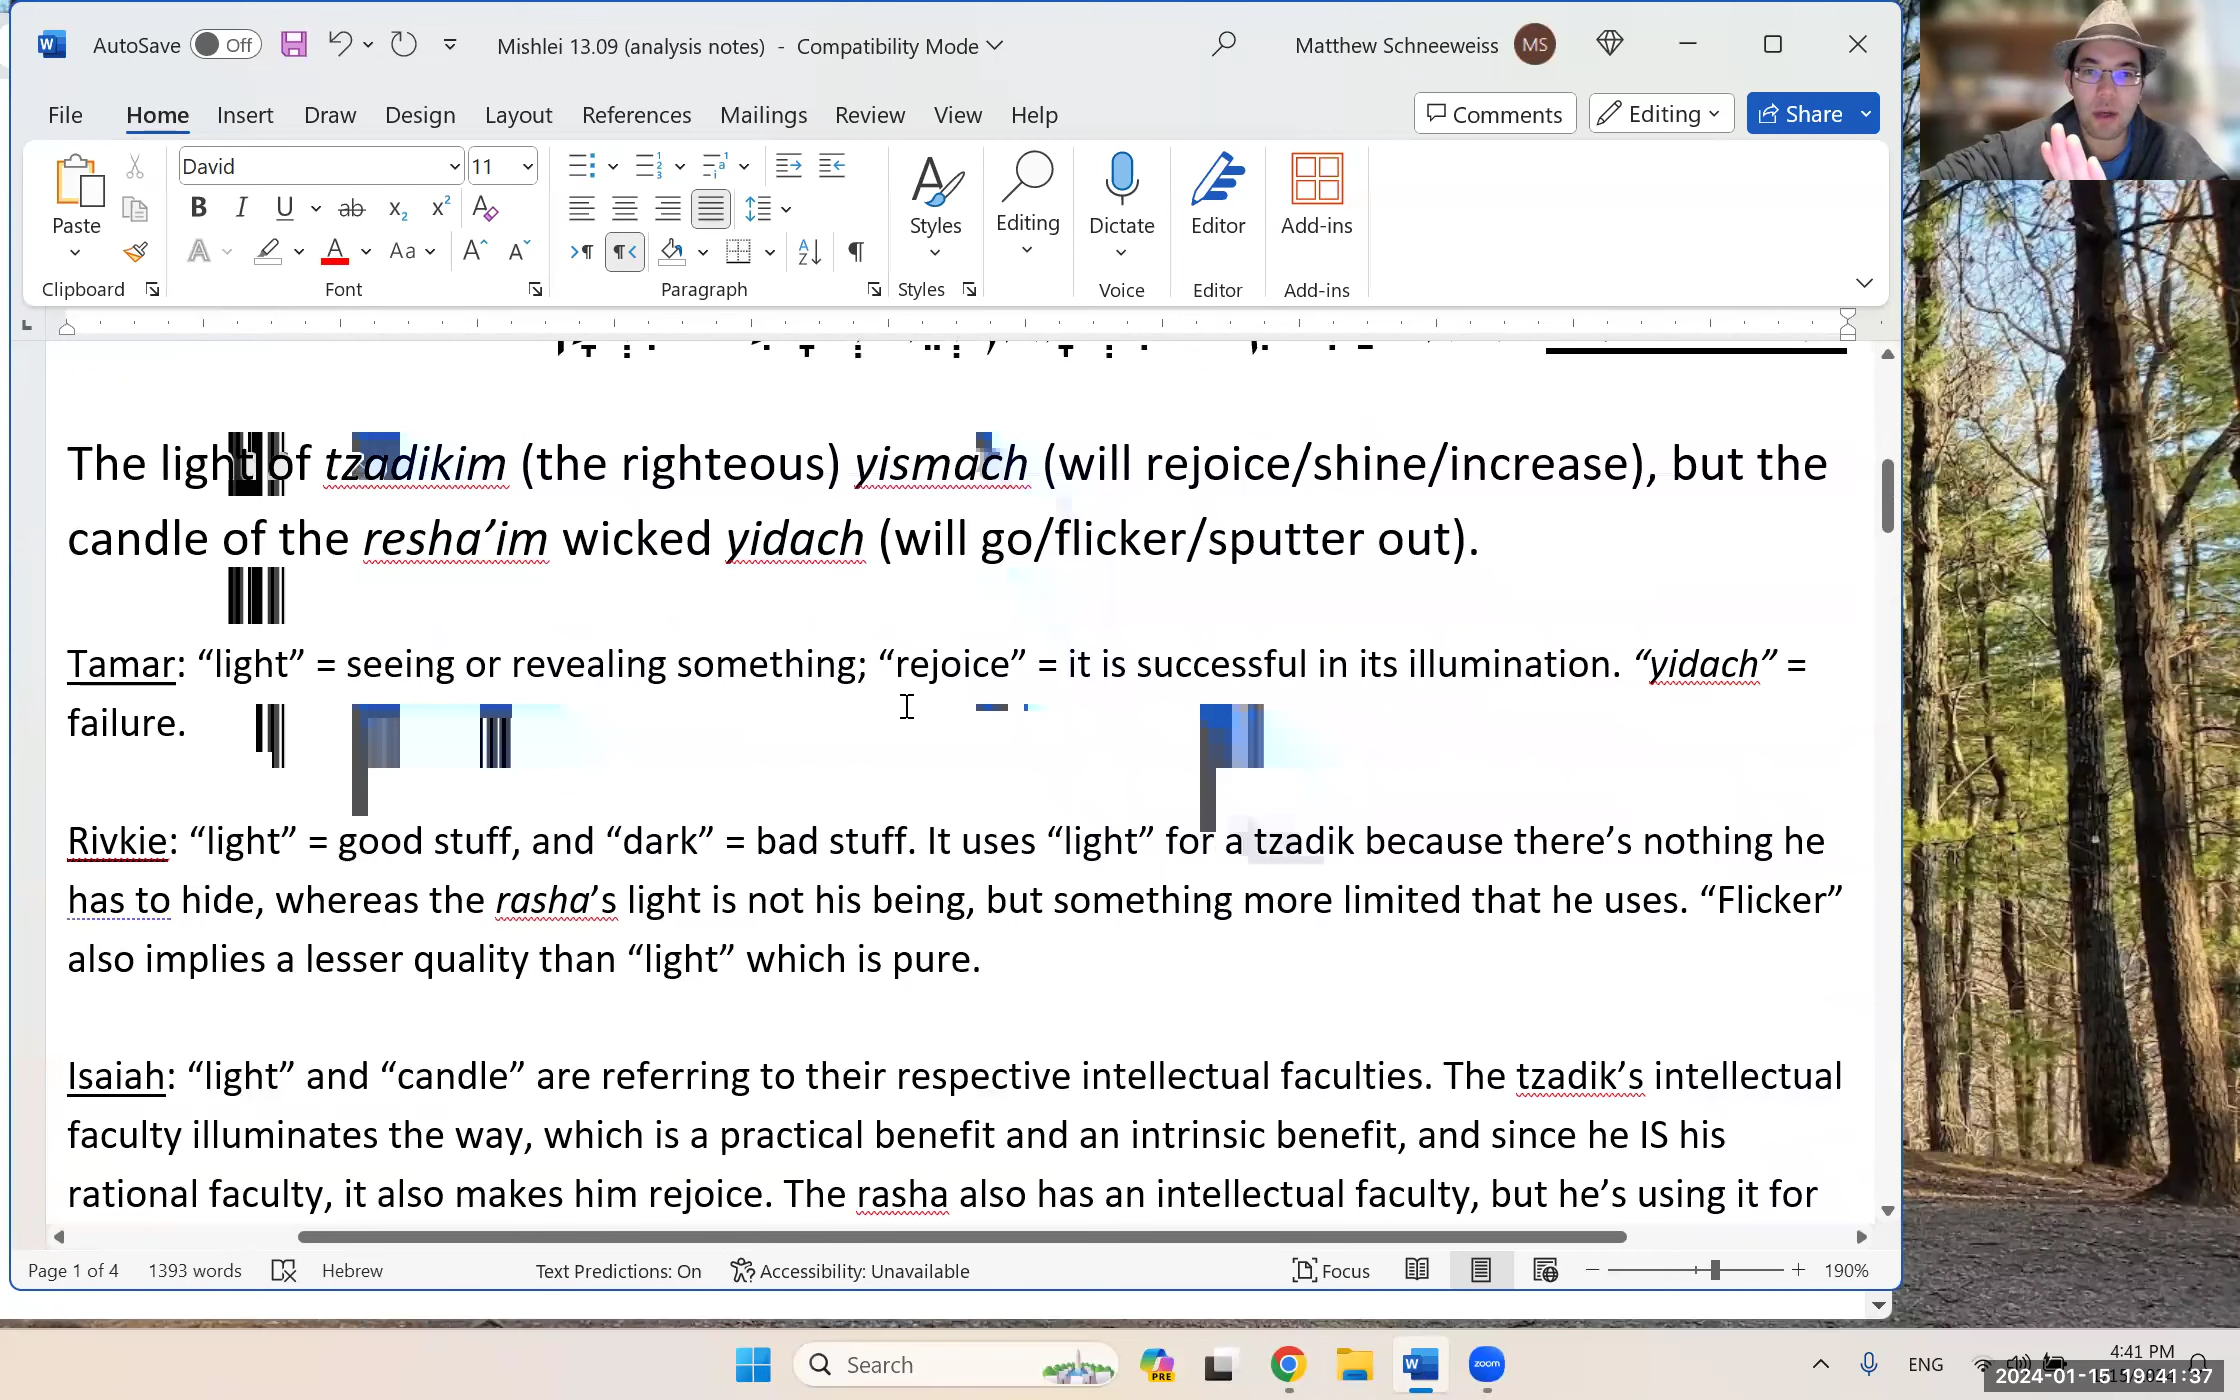 AutoSave Off Mishlei 13.09 (analysis notes) - Compatibility Mode Matthew Schneeweiss MS
File Home Insert Draw Design Layout References Mailings Review View Help Comments Editing Share
Paste David 11 Styles Editing Dictate Editor Add-ins
Clipboard Font Paragraph Styles Voice Editor Add-ins
The light of tzadikim (the righteous) yismach (will rejoice/shine/increase), but the
candle of the resha’im wicked yidach (will go/flicker/sputter out).
Tamar: “light” = seeing or revealing something; “rejoice” = it is successful in its illumination. “yidach” =
failure.
Rivkie: “light” = good stuff, and “dark” = bad stuff. It uses “light” for a tzadik because there’s nothing he
has to hide, whereas the rasha’s light is not his being, but something more limited that he uses. “Flicker”
also implies a lesser quality than “light” which is pure.
Isaiah: “light” and “candle” are referring to their respective intellectual faculties. The tzadik’s intellectual
faculty illuminates the way, which is a practical benefit and an intrinsic benefit, and since he IS his
rational faculty, it also makes him rejoice. The rasha also has an intellectual faculty, but he’s using it for
Page 1 of 4 1393 words Hebrew Text Predictions: On Accessibility: Unavailable Focus 190%
Search PRE zoom ENG 4:41 PM
2024-01-15 19:41:37